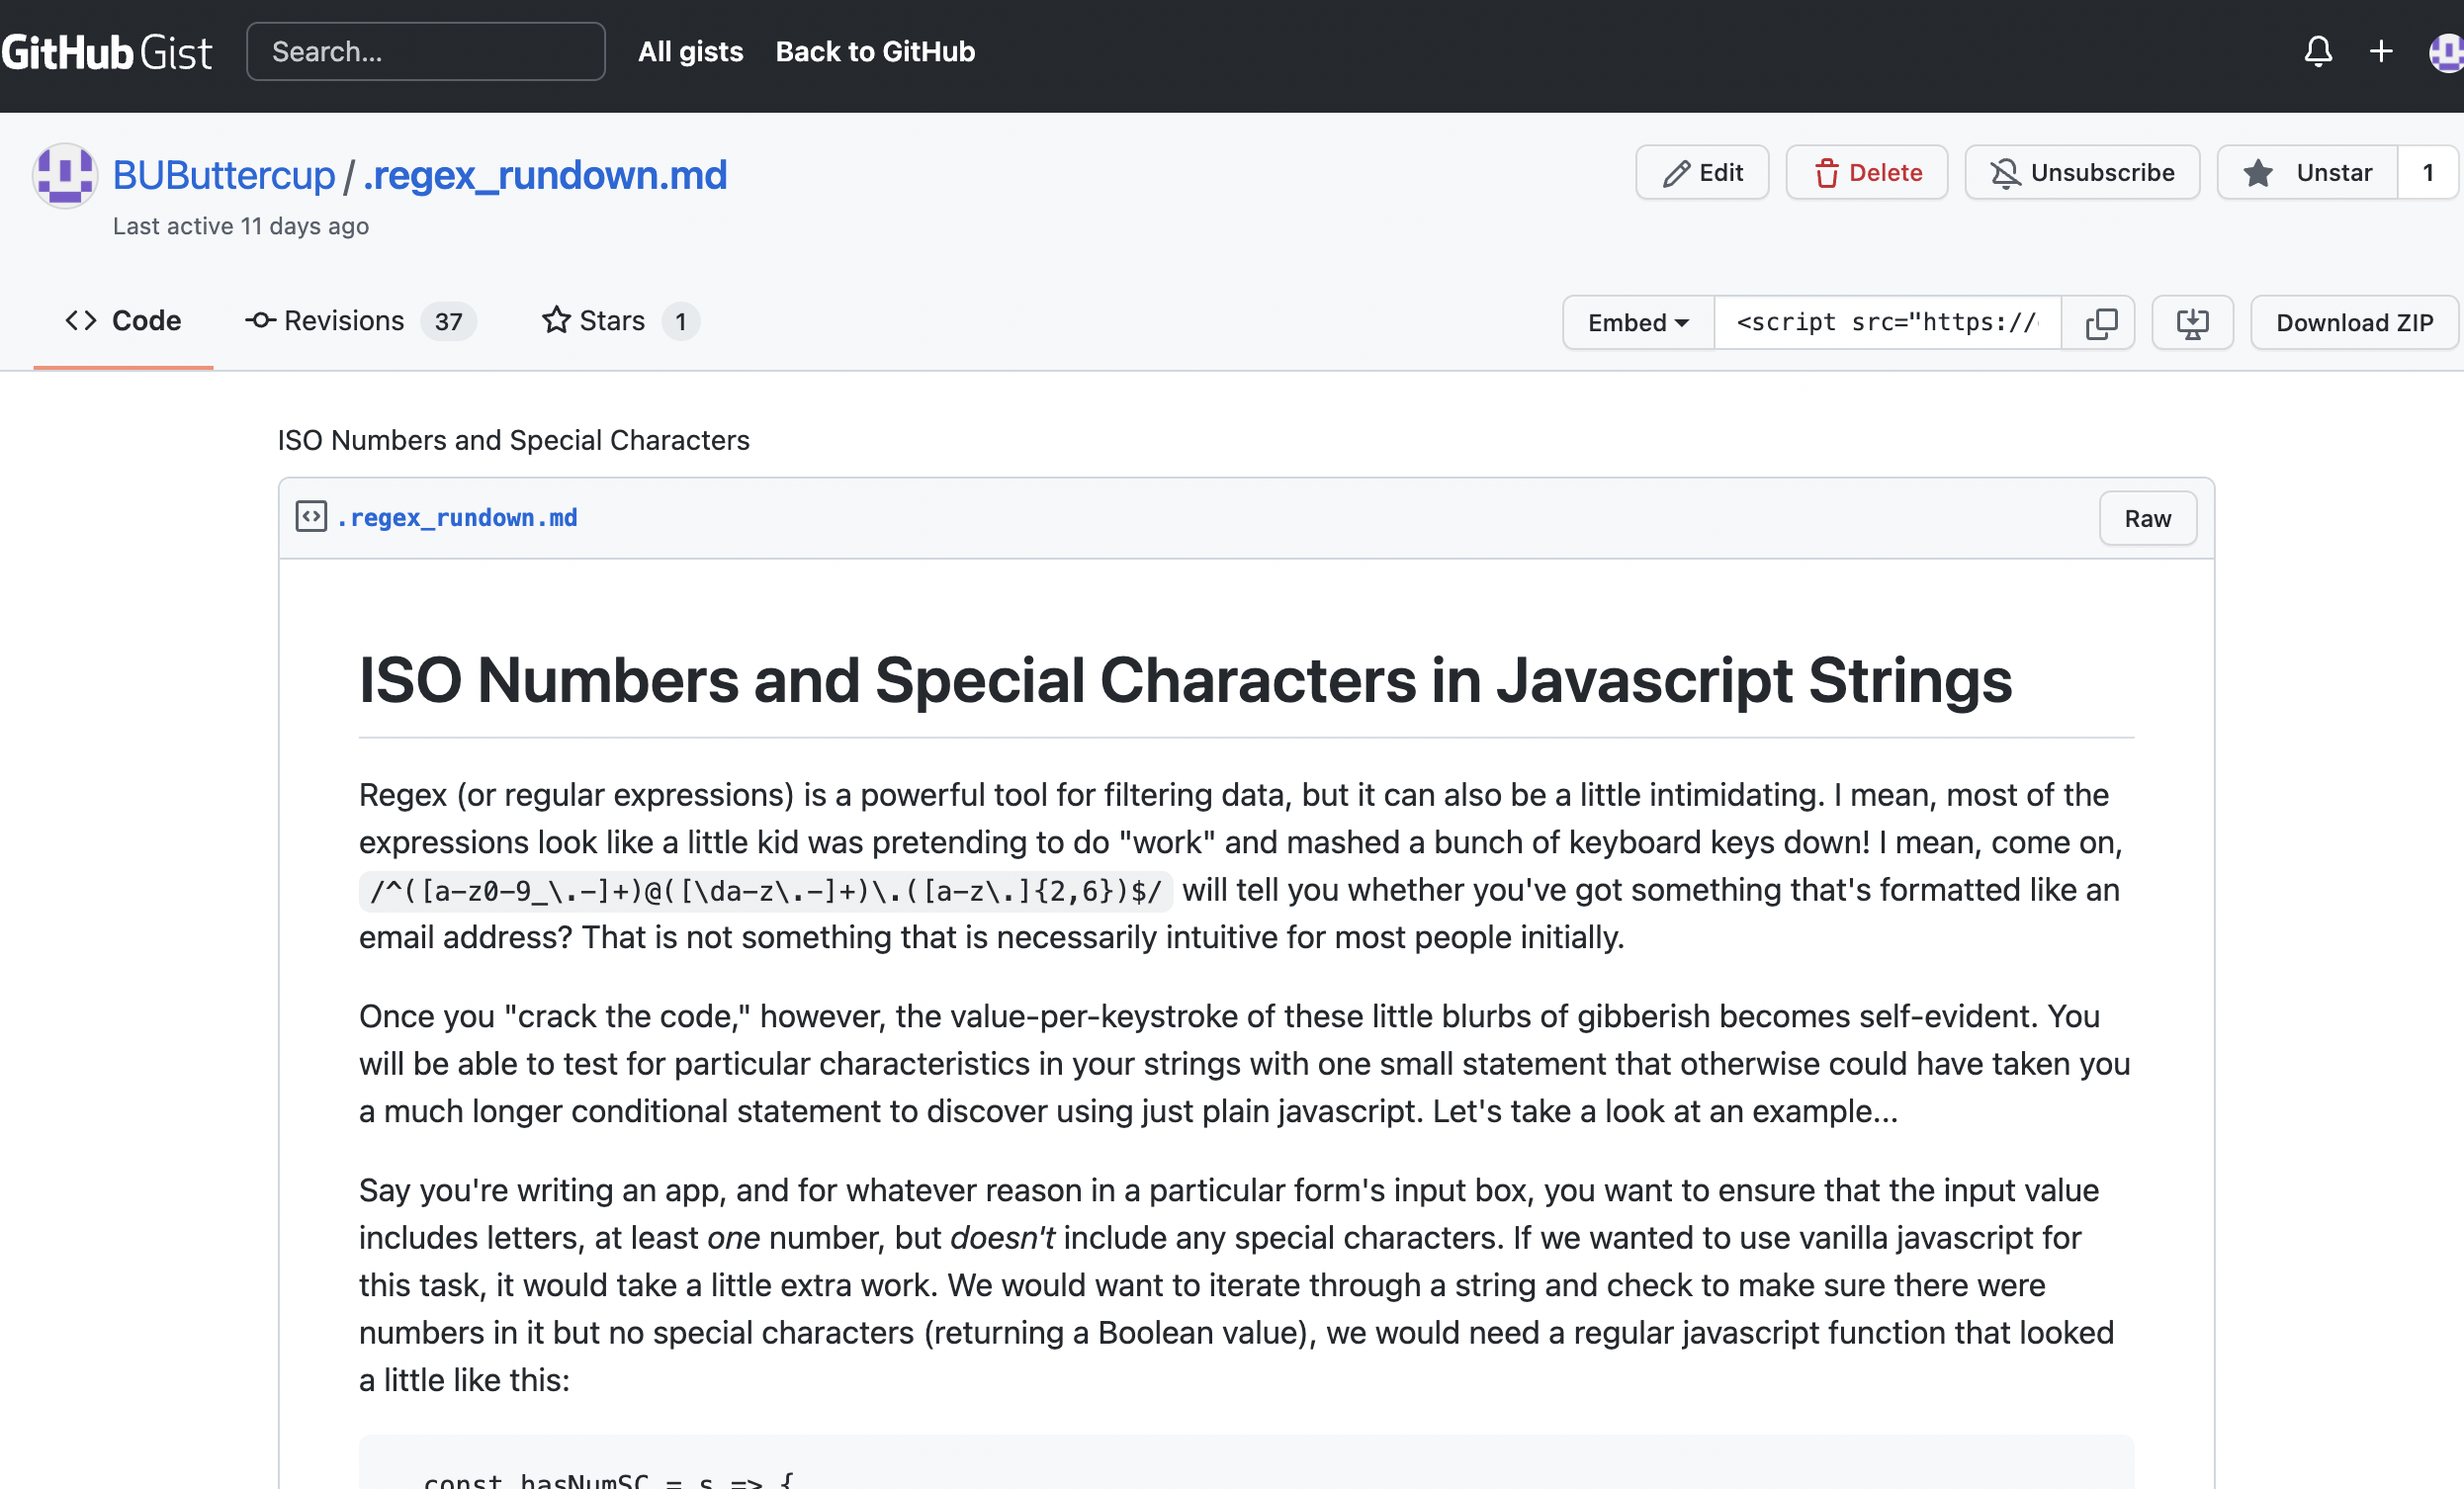 GitHub Gist Search... All gists Back to GitHub
BUButtercup / .regex_rundown.md
Edit Delete Unsubscribe Unstar 1
Last active 11 days ago
Code Revisions 37 Stars 1
Embed <script src="https:// Download ZIP
ISO Numbers and Special Characters
.regex_rundown.md Raw
ISO Numbers and Special Characters in Javascript Strings
Regex (or regular expressions) is a powerful tool for filtering data, but it can also be a little intimidating. I mean, most of the
expressions look like a little kid was pretending to do "work" and mashed a bunch of keyboard keys down! I mean, come on,
/^([a-z0-9_\.-]+)@([\da-z\.-]+)\.([a-z\.]{2,6})$/ will tell you whether you've got something that's formatted like an
email address? That is not something that is necessarily intuitive for most people initially.
Once you "crack the code," however, the value-per-keystroke of these little blurbs of gibberish becomes self-evident. You
will be able to test for particular characteristics in your strings with one small statement that otherwise could have taken you
a much longer conditional statement to discover using just plain javascript. Let's take a look at an example...
Say you're writing an app, and for whatever reason in a particular form's input box, you want to ensure that the input value
includes letters, at least one number, but doesn't include any special characters. If we wanted to use vanilla javascript for
this task, it would take a little extra work. We would want to iterate through a string and check to make sure there were
numbers in it but no special characters (returning a Boolean value), we would need a regular javascript function that looked
a little like this:
const hasNumSC = s => {